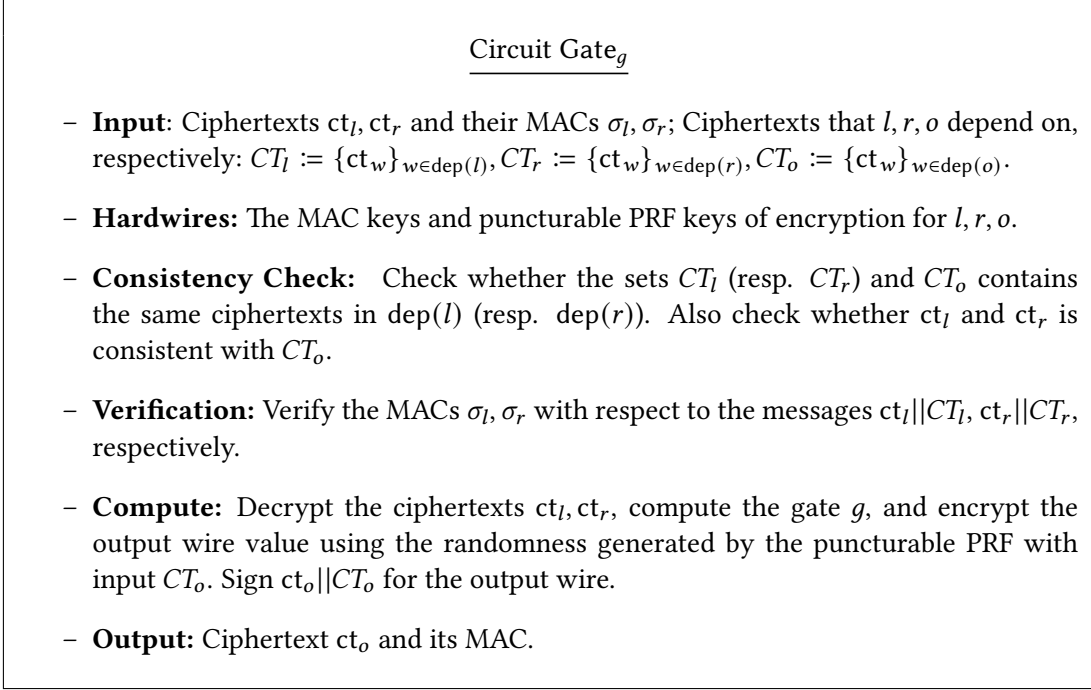 Circuit Gate_g
– Input: Ciphertexts ct_l, ct_r and their MACs σ_l, σ_r; Ciphertexts that l, r, o depend on,
respectively: CT_l := {ct_w}_{w∈dep(l)}, CT_r := {ct_w}_{w∈dep(r)}, CT_o := {ct_w}_{w∈dep(o)}.
– Hardwires: The MAC keys and puncturable PRF keys of encryption for l, r, o.
– Consistency Check: Check whether the sets CT_l (resp. CT_r) and CT_o contains
the same ciphertexts in dep(l) (resp. dep(r)). Also check whether ct_l and ct_r is
consistent with CT_o.
– Verification: Verify the MACs σ_l, σ_r with respect to the messages ct_l||CT_l, ct_r||CT_r,
respectively.
– Compute: Decrypt the ciphertexts ct_l, ct_r, compute the gate g, and encrypt the
output wire value using the randomness generated by the puncturable PRF with
input CT_o. Sign ct_o||CT_o for the output wire.
– Output: Ciphertext ct_o and its MAC.